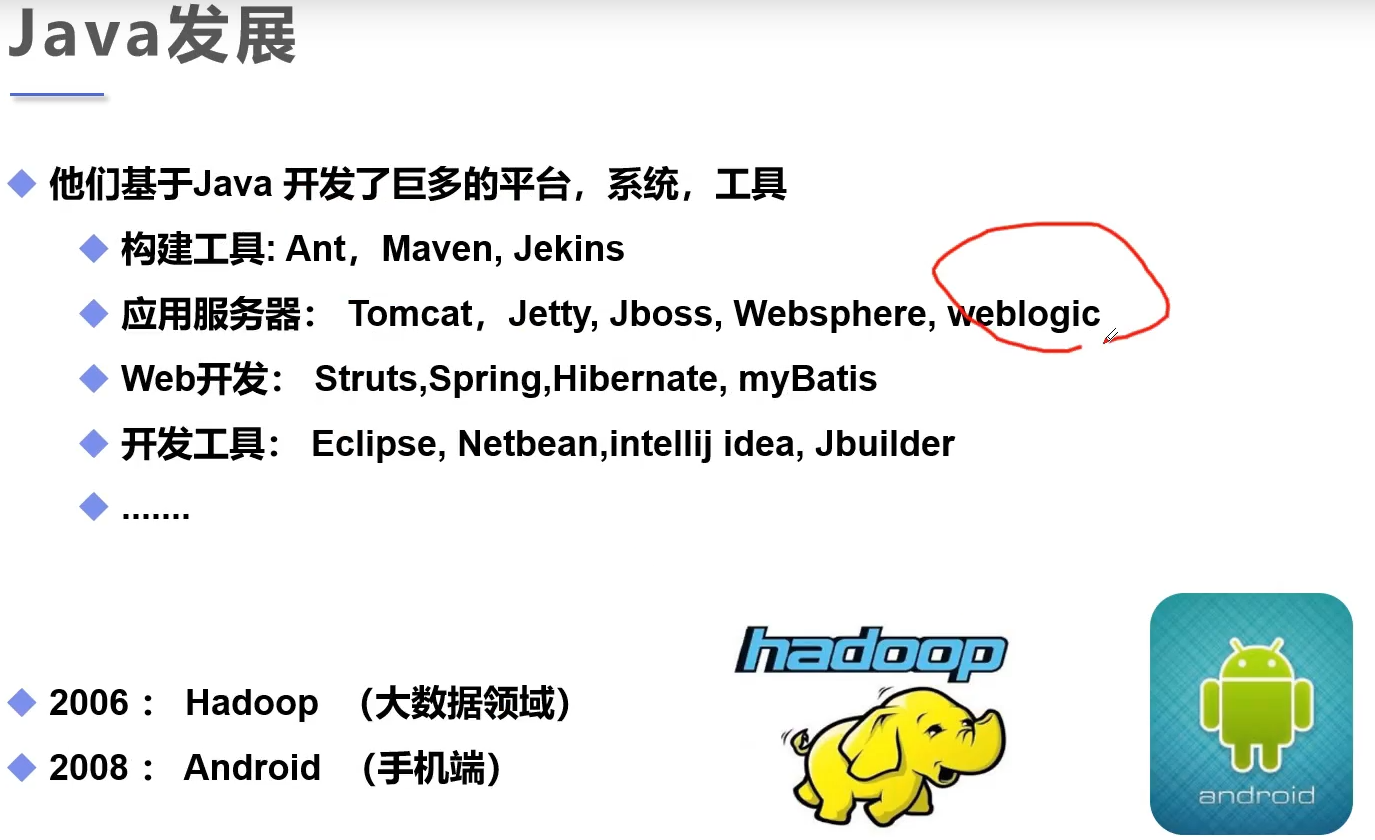 Java发展
他们基于Java 开发了巨多的平台，系统，工具
构建工具: Ant，Maven, Jekins
应用服务器： Tomcat，Jetty, Jboss, Websphere, weblogic
Web开发： Struts,Spring,Hibernate, myBatis
开发工具： Eclipse, Netbean,intellij idea, Jbuilder
.......
hadoop
2006 ： Hadoop （大数据领域）
2008 ： Android （手机端）
android